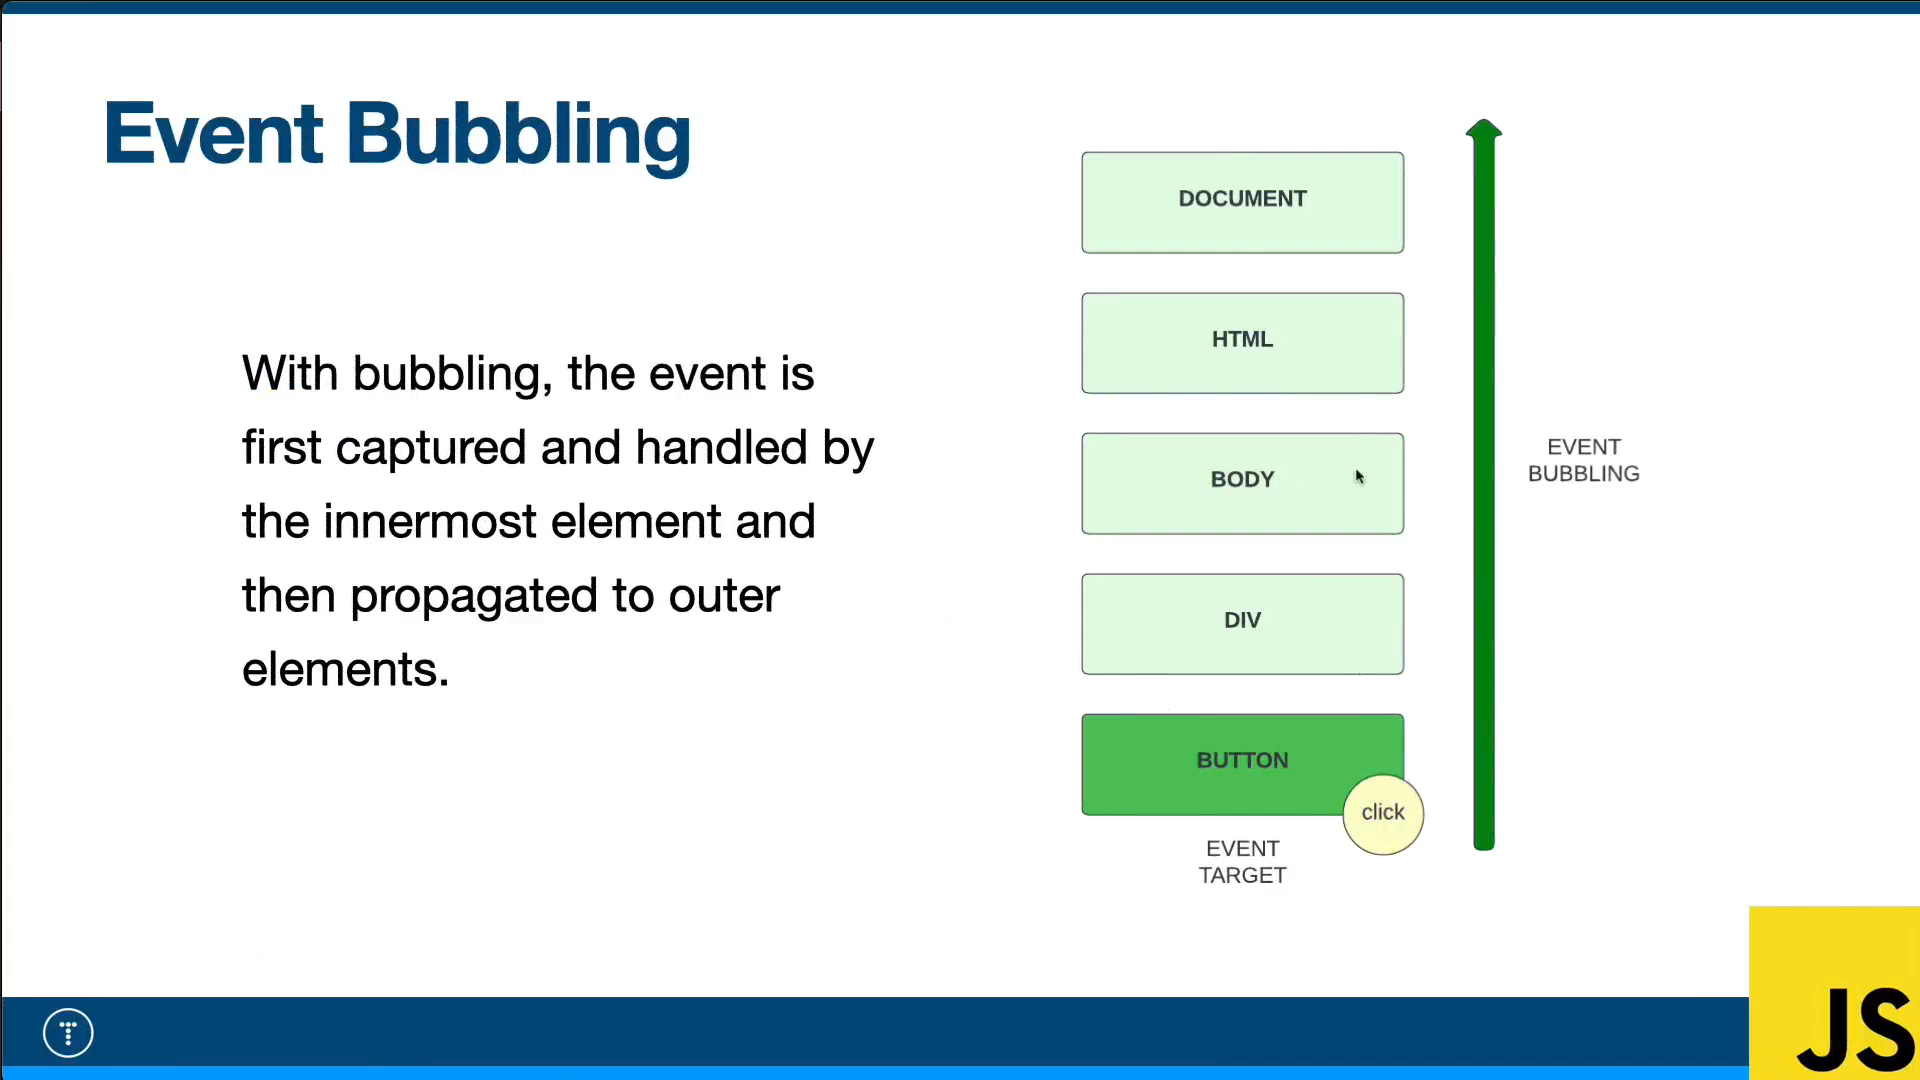 Event Bubbling
With bubbling, the event is
first captured and handled by
the innermost element and
then propagated to outer
elements.
DOCUMENT
HTML
BODY
DIV
BUTTON
click
EVENT
TARGET
EVENT
BUBBLING
T
JS